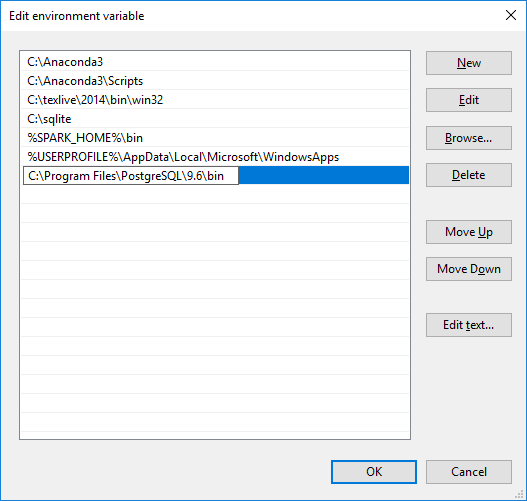 Edit environment variable
C:\Anaconda3
C:\Anaconda3\Scripts
C:\texlive\2014\bin\win32
C:\sqlite
%SPARK_HOME%\bin
%USERPROFILE%\AppData\Local\Microsoft\WindowsApps
C:\Program Files\PostgreSQL\9.6\bin
New
Edit
Browse...
Delete
Move Up
Move Down
Edit text...
OK
Cancel